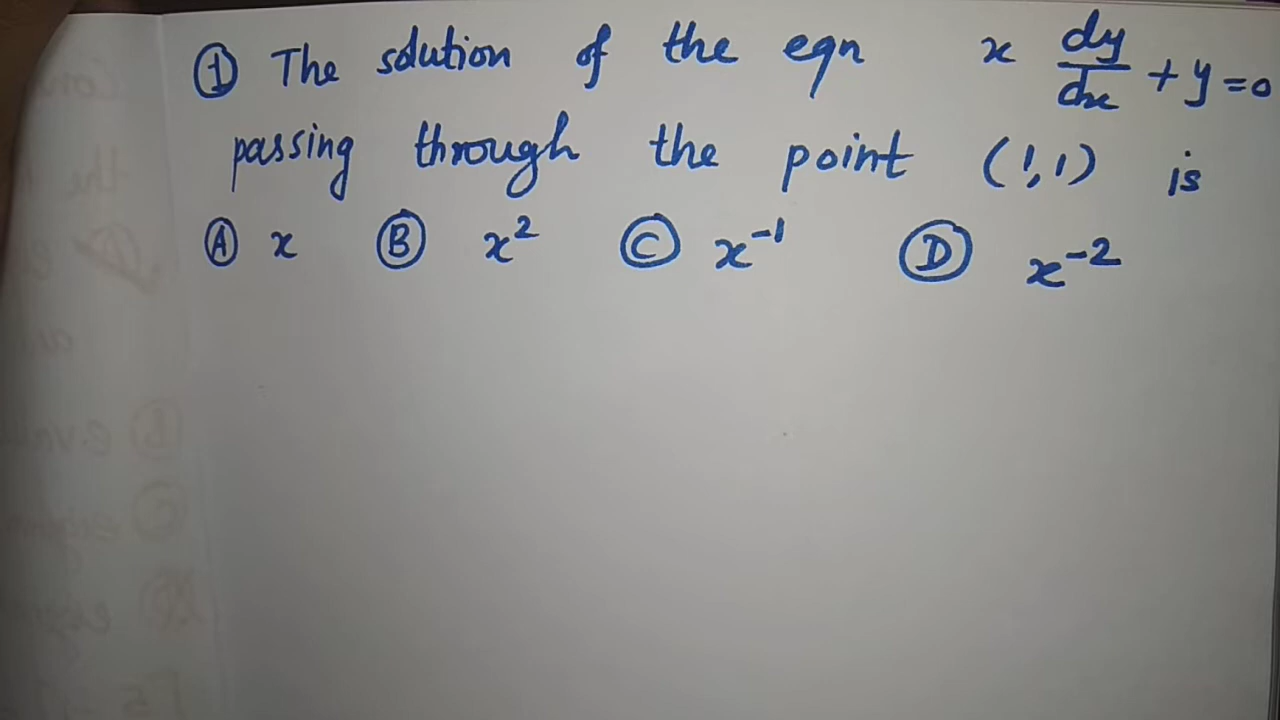 ① The solution of the eqn x dy/dx + y = 0
passing through the point (1,1) is
Ⓐ x Ⓑ x² Ⓒ x⁻¹ Ⓓ x⁻²